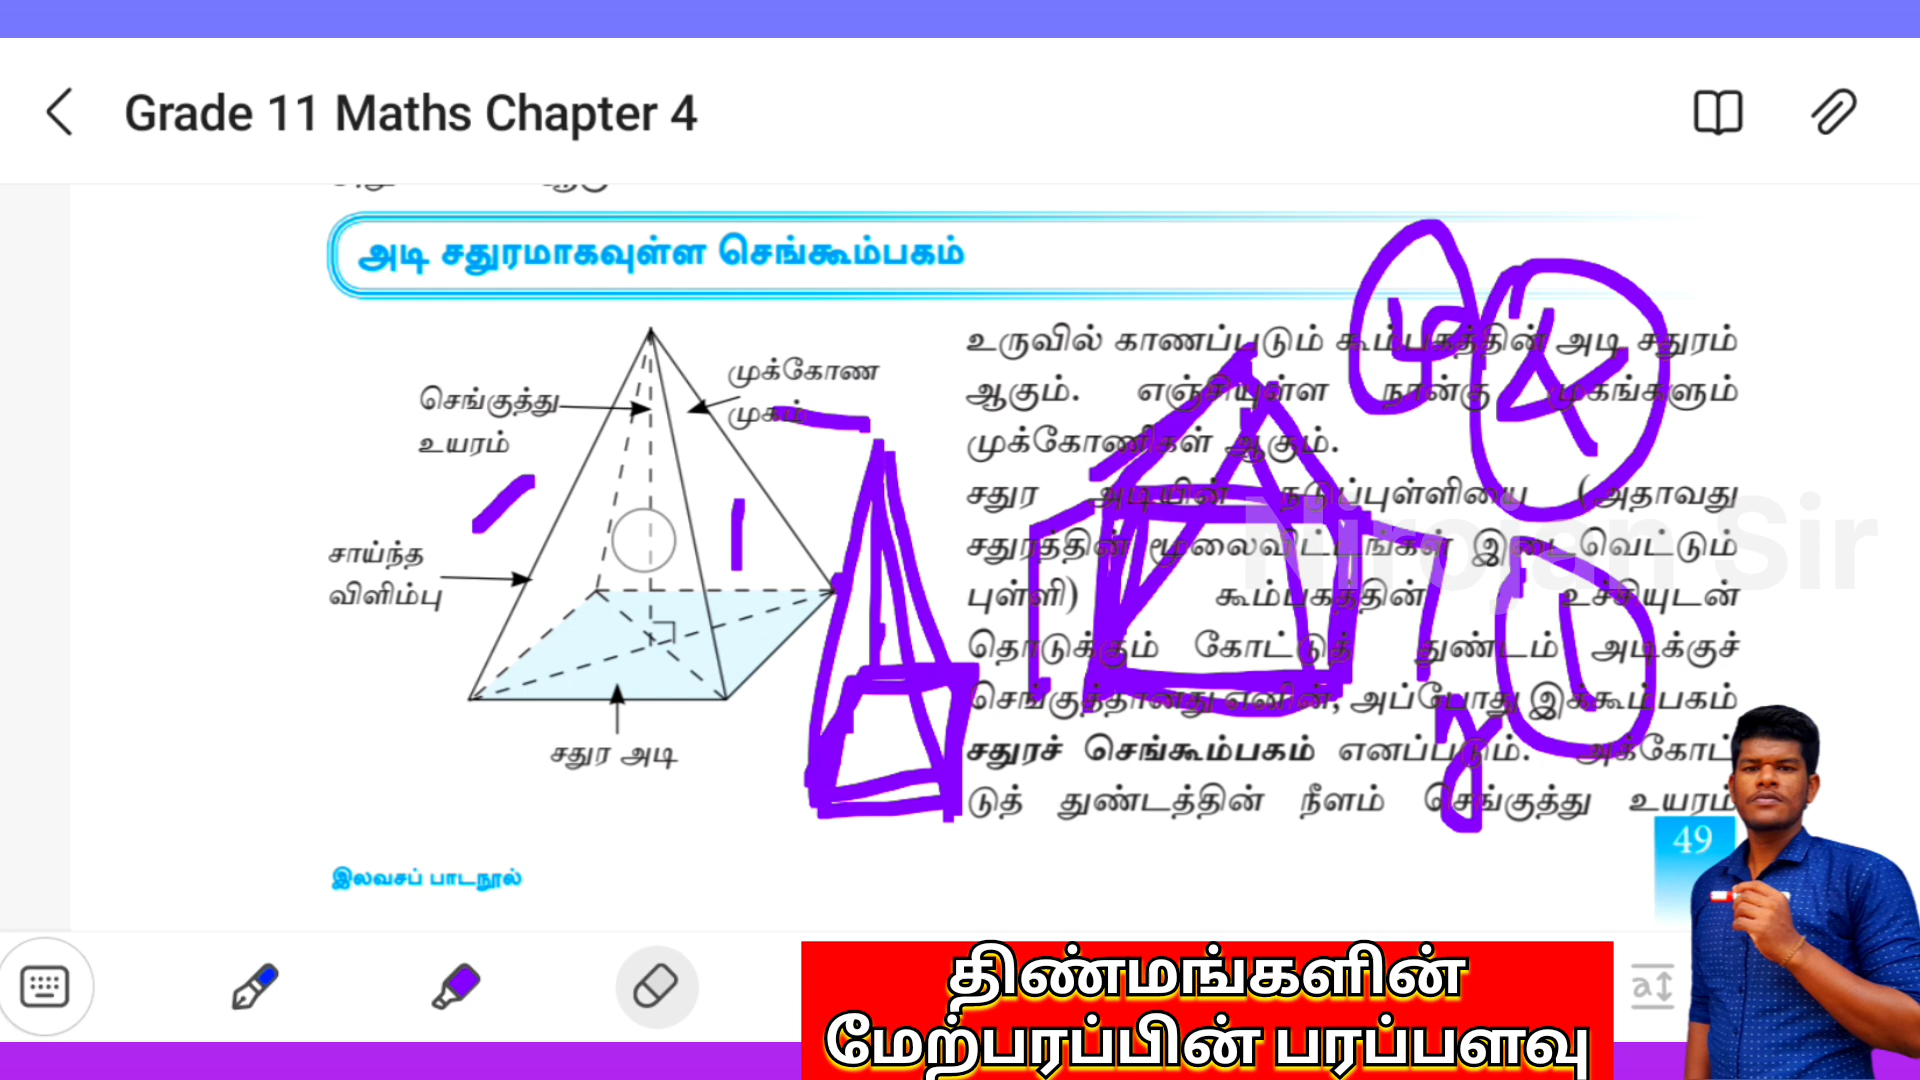 Grade 11 Maths Chapter 4
அடி சதுரமாகவுள்ள செங்கூம்பகம்
செங்குத்து
உயரம்
முக்கோண
முகம்
சாய்ந்த
விளிம்பு
சதுர அடி
உருவில் காணப்படும் கூம்பகத்தின் அடி சதுரம்
ஆகும். எஞ்சியுள்ள நான்கு முகங்களும்
முக்கோணிகள் ஆகும்.
சதுர அடியின் நடுப்புள்ளியை (அதாவது
சதுரத்தின் மூலைவிட்டங்கள் இடைவெட்டும்
புள்ளி) கூம்பகத்தின் உச்சியுடன்
தொடுக்கும் கோட்டுத் துண்டம் அடிக்குச்
செங்குத்தானது எனின், அப்போது இக்கூம்பகம்
சதுரச் செங்கூம்பகம் எனப்படும். அக்கோட்
டுத் துண்டத்தின் நீளம் செங்குத்து உயரம்
Nirojan Sir
49
இலவசப் பாடநூல்
திண்மங்களின்
மேற்பரப்பின் பரப்பளவு